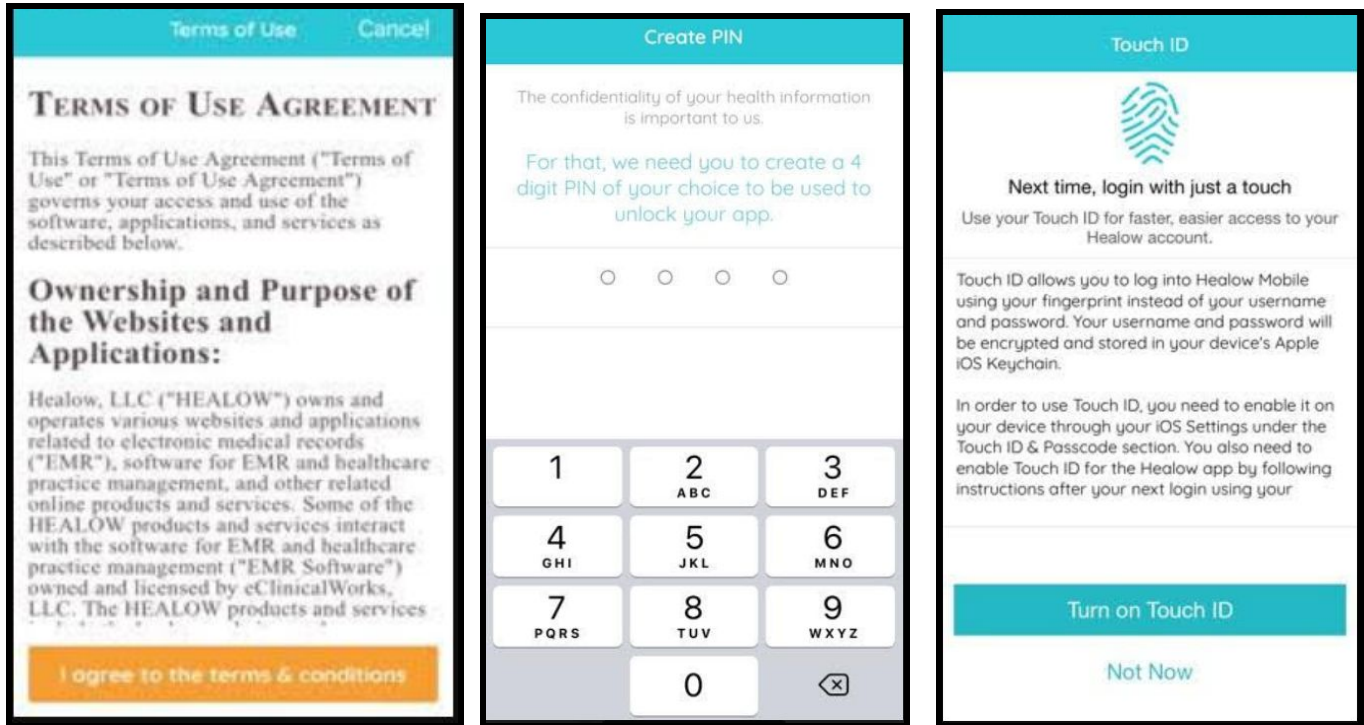 Terms of Use
Cancel
TERMS OF USE AGREEMENT
This Terms of Use Agreement ("Terms of
Use" or "Terms of Use Agreement")
governs your access and use of the
software, applications, and services as
described below.
Ownership and Purpose of
the Websites and
Applications:
Healow, LLC ("HEALOW") owns and
operates various websites and applications
related to electronic medical records
("EMR"), software for EMR and healthcare
practice management, and other related
online products and services. Some of the
HEALOW products and services interact
with the software for EMR and healthcare
practice management ("EMR Software")
owned and licensed by eClinicalWorks,
LLC. The HEALOW products and services
I agree to the terms & conditions
Create PIN
The confidentiality of your health information
is important to us.
For that, we need you to create a 4
digit PIN of your choice to be used to
unlock your app.
1
2
ABC
3
DEF
4
GHI
5
JKL
6
MNO
7
PQRS
8
TUV
9
WXYZ
0
Touch ID
Next time, login with just a touch
Use your Touch ID for faster, easier access to your
Healow account.
Touch ID allows you to log into Healow Mobile
using your fingerprint instead of your username
and password. Your username and password will
be encrypted and stored in your device's Apple
iOS Keychain.
In order to use Touch ID, you need to enable it on
your device through your iOS Settings under the
Touch ID & Passcode section. You also need to
enable Touch ID for the Healow app by following
instructions after your next login using your
Turn on Touch ID
Not Now